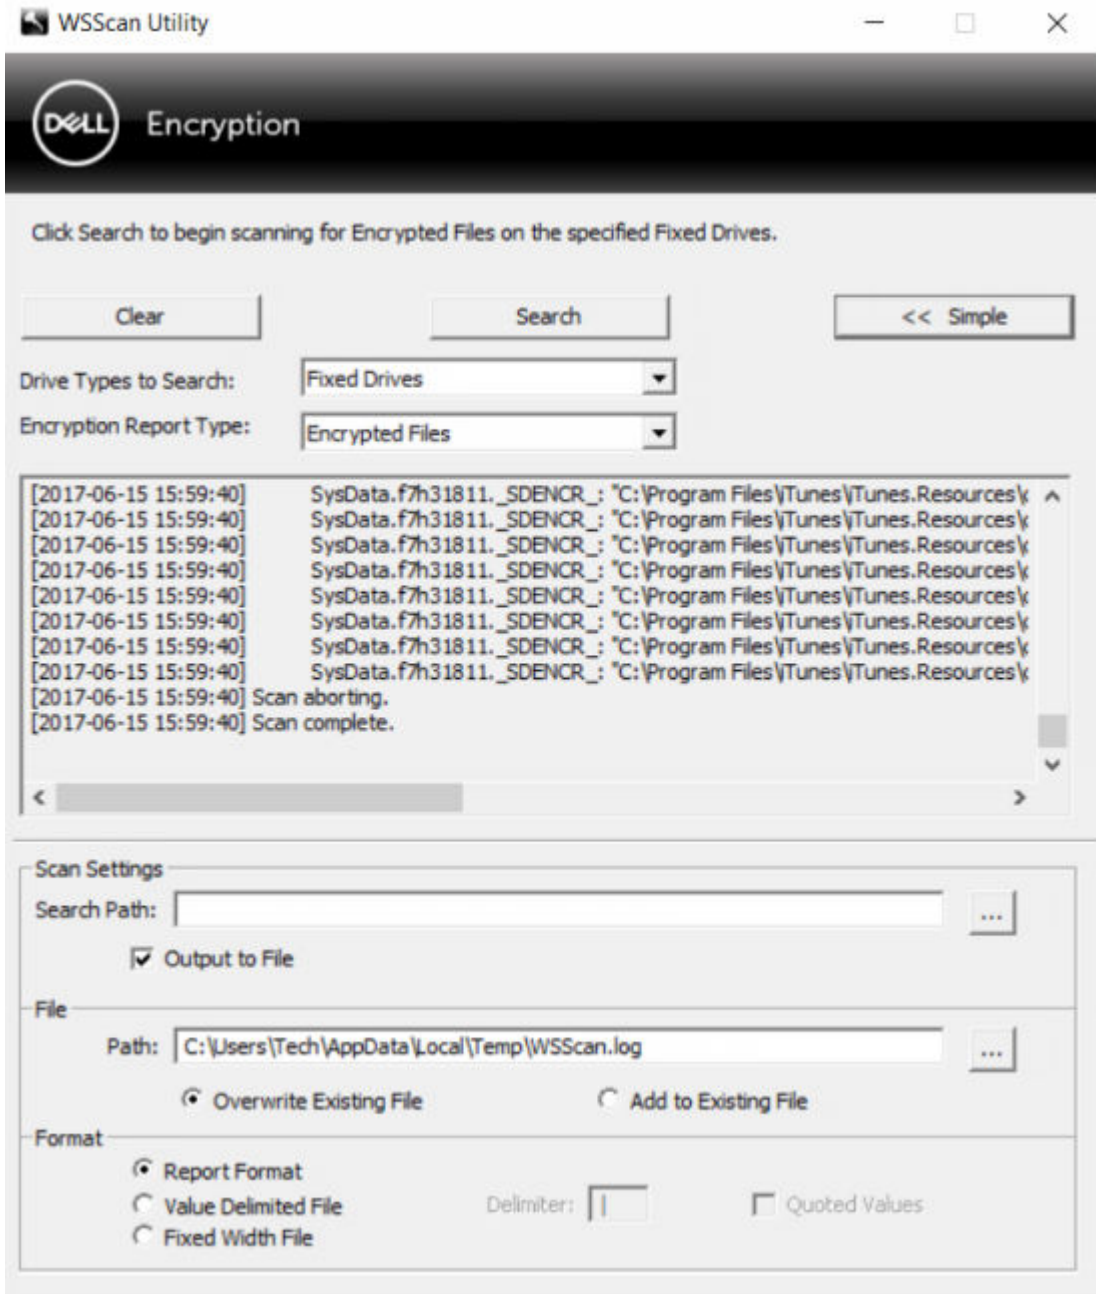 WSScan Utility
DELL Encryption
Click Search to begin scanning for Encrypted Files on the specified Fixed Drives.
Clear Search << Simple
Drive Types to Search: Fixed Drives
Encryption Report Type: Encrypted Files
[2017-06-15 15:59:40] SysData.f7h31811._SDENCR_: "C:\Program Files\iTunes\iTunes.Resources\
[2017-06-15 15:59:40] SysData.f7h31811._SDENCR_: "C:\Program Files\iTunes\iTunes.Resources\
[2017-06-15 15:59:40] SysData.f7h31811._SDENCR_: "C:\Program Files\iTunes\iTunes.Resources\
[2017-06-15 15:59:40] SysData.f7h31811._SDENCR_: "C:\Program Files\iTunes\iTunes.Resources\
[2017-06-15 15:59:40] SysData.f7h31811._SDENCR_: "C:\Program Files\iTunes\iTunes.Resources\
[2017-06-15 15:59:40] SysData.f7h31811._SDENCR_: "C:\Program Files\iTunes\iTunes.Resources\
[2017-06-15 15:59:40] SysData.f7h31811._SDENCR_: "C:\Program Files\iTunes\iTunes.Resources\
[2017-06-15 15:59:40] SysData.f7h31811._SDENCR_: "C:\Program Files\iTunes\iTunes.Resources\
[2017-06-15 15:59:40] Scan aborting.
[2017-06-15 15:59:40] Scan complete.
Scan Settings
Search Path: ...
Output to File
File
Path: C:\Users\Tech\AppData\Local\Temp\WSScan.log ...
Overwrite Existing File Add to Existing File
Format
Report Format
Value Delimited File Delimiter: | Quoted Values
Fixed Width File